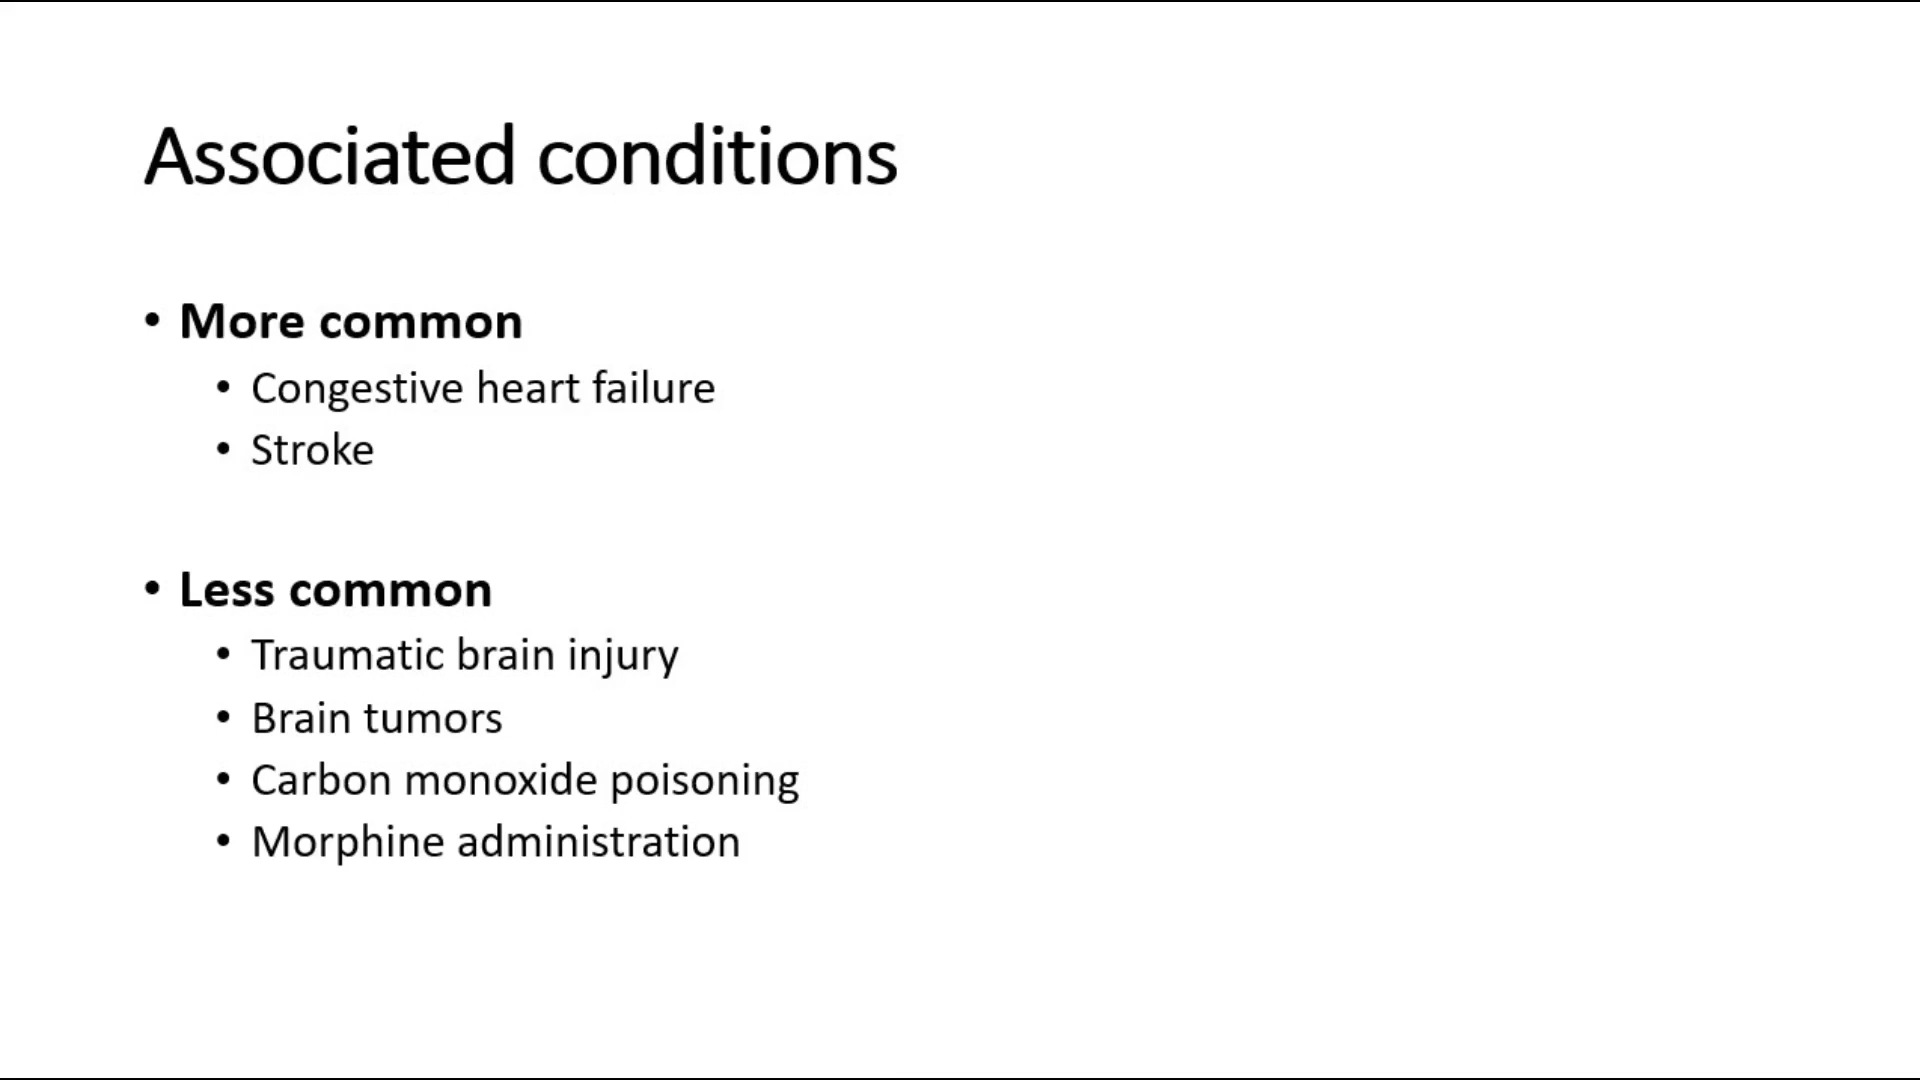 Associated conditions
• More common
• Congestive heart failure
• Stroke
• Less common
• Traumatic brain injury
• Brain tumors
• Carbon monoxide poisoning
• Morphine administration